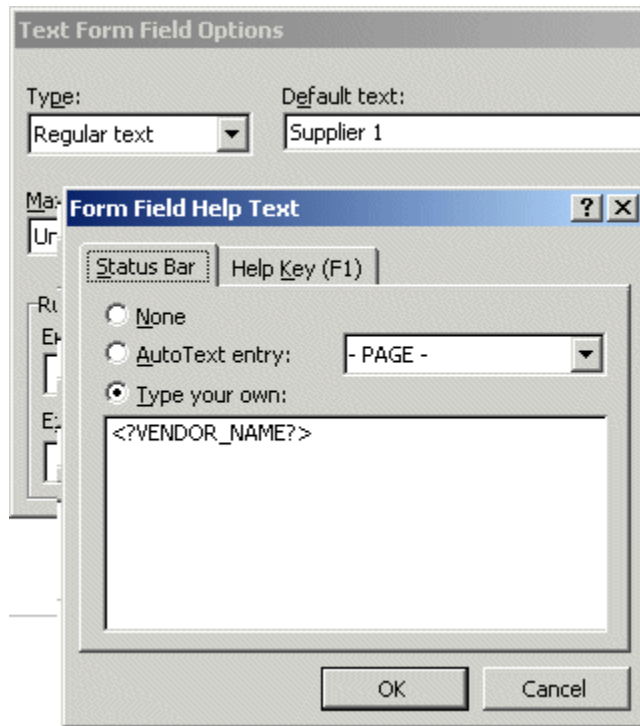 Text Form Field Options
Type:
Default text:
Regular text
Supplier 1
Form Field Help Text
Status Bar
Help Key (F1)
None
AutoText entry:
- PAGE -
Type your own:
<?VENDOR_NAME?>
OK
Cancel